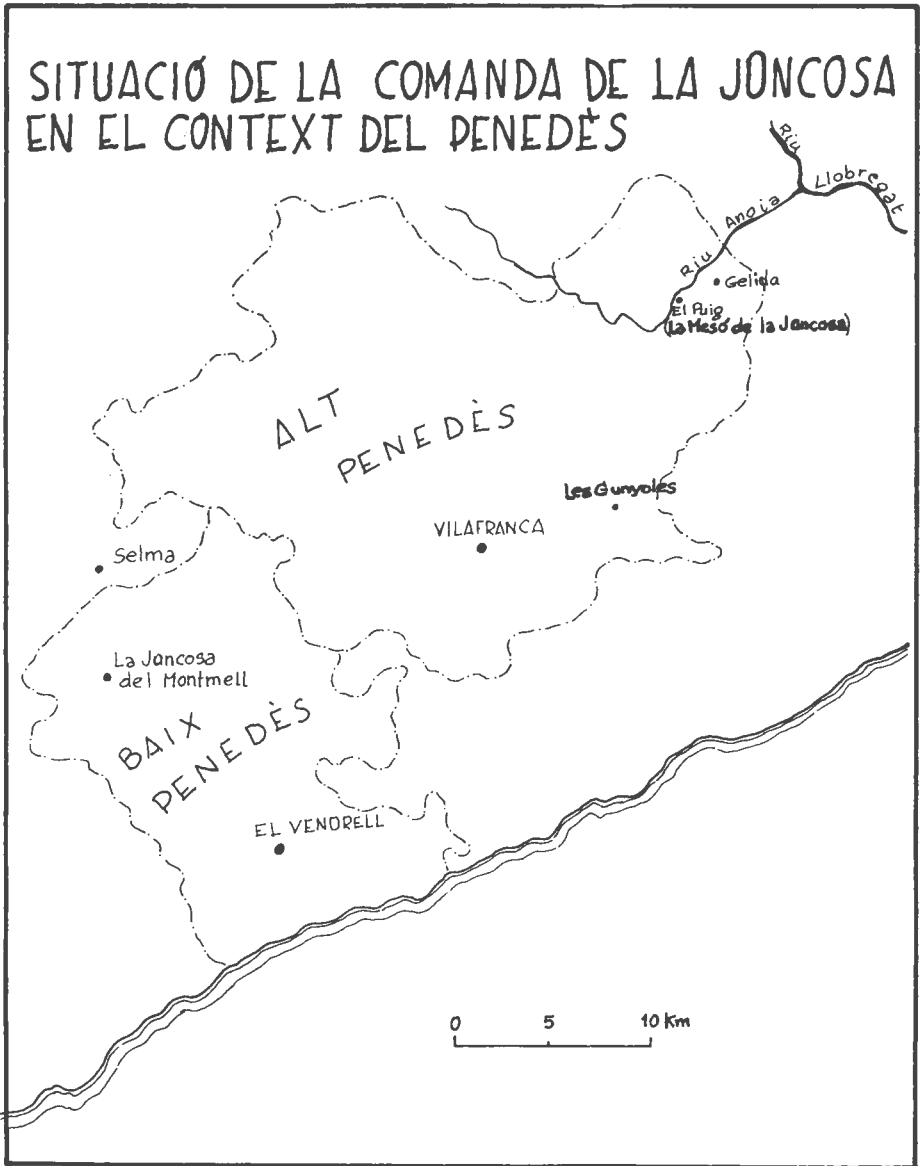 SITUACIÓ DE LA COMANDA DE LA JONCOSA
EN EL CONTEXT DEL PENEDÈS
Riu
Llobregat
Riu Anoia
Gelida
El Puig
(La Mesó de la Joncosa)
ALT
PENEDÈS
Les Gunyoles
VILAFRANCA
Selma
La Joncosa
del Montmell
BAIX
PENEDÈS
EL VENDRELL
0 5 10 Km